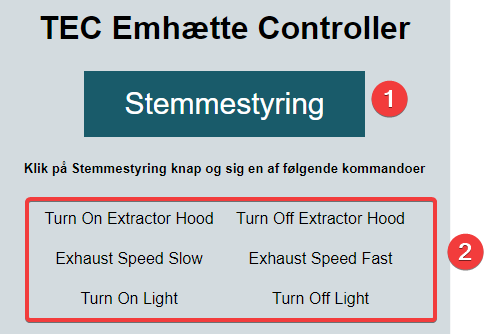 TEC Emhætte Controller
Stemmestyring
1
Klik på Stemmestyring knap og sig en af følgende kommandoer
Turn On Extractor Hood Turn Off Extractor Hood
Exhaust Speed Slow Exhaust Speed Fast
2
Turn On Light Turn Off Light